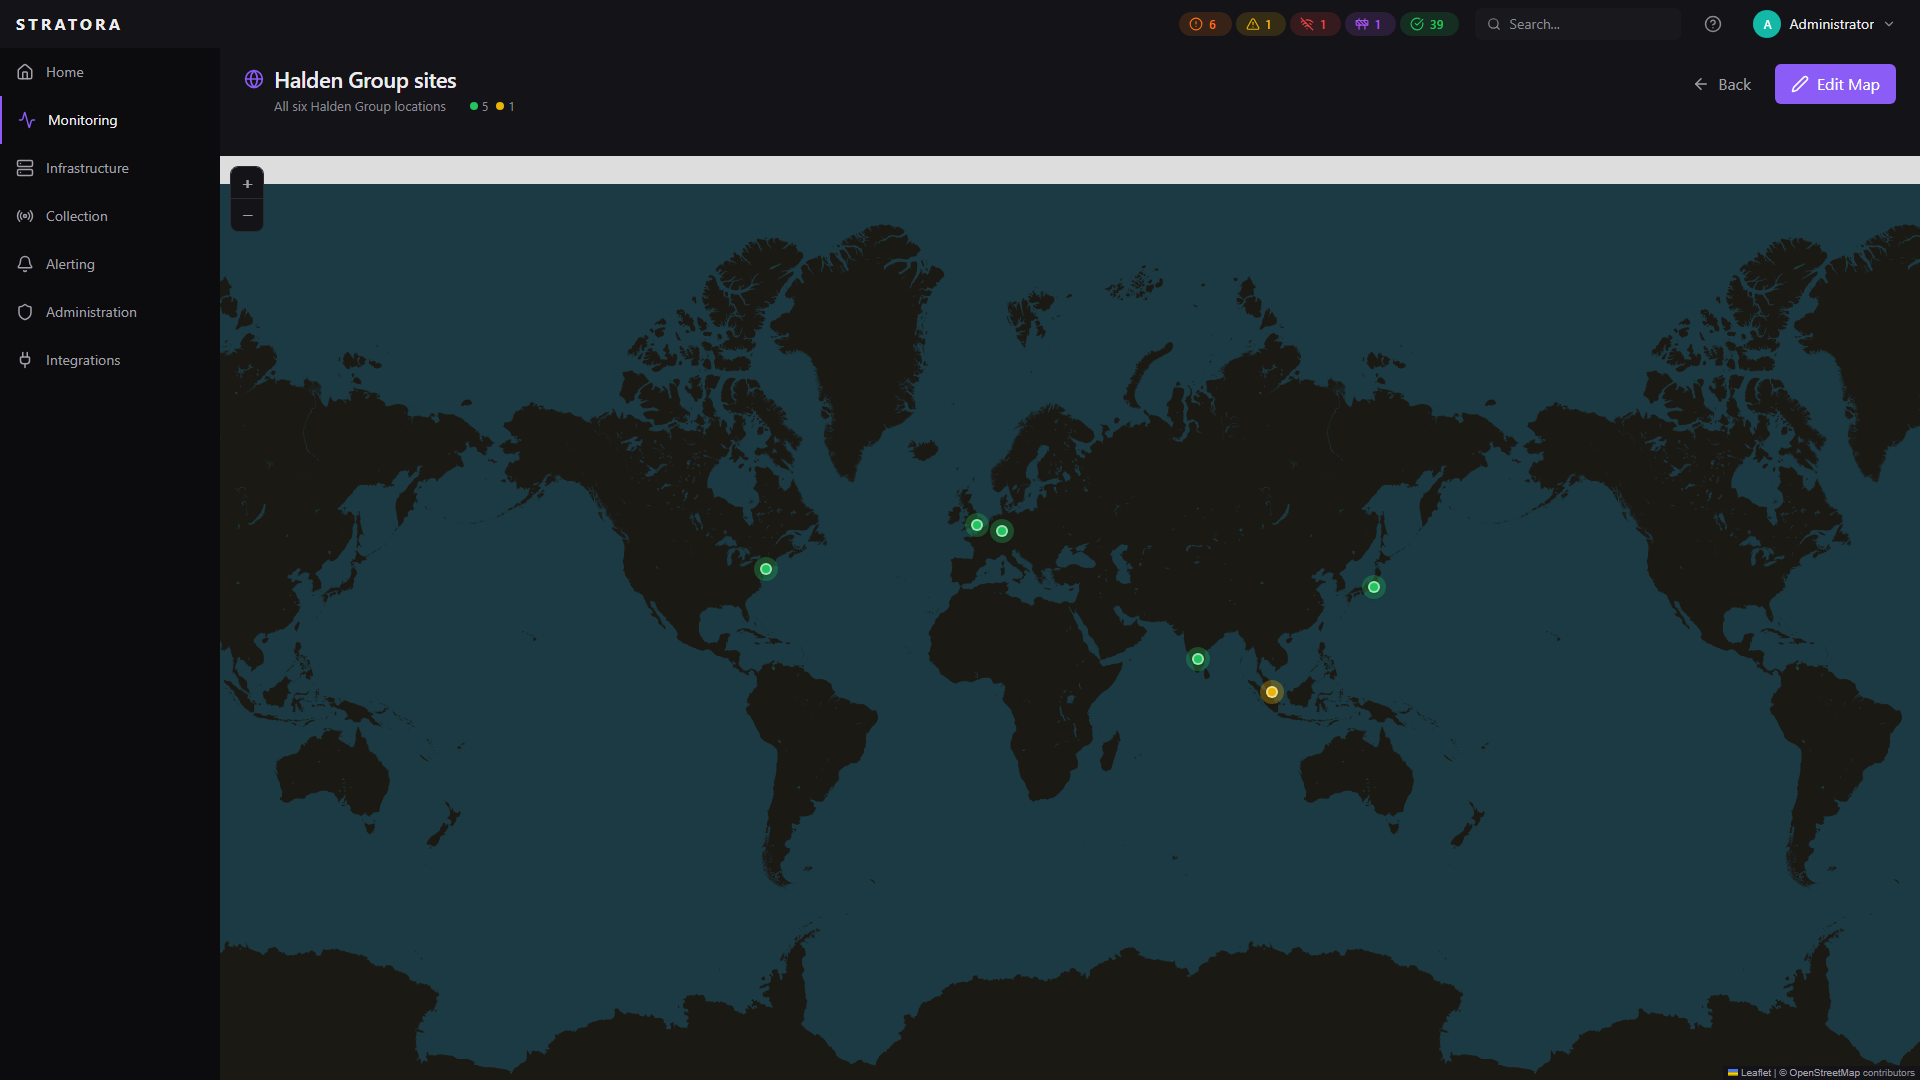 STRATORA
6
1
1
1
39
Search...
A
Administrator
Home
Monitoring
Infrastructure
Collection
Alerting
Administration
Integrations
Halden Group sites
All six Halden Group locations
5
1
Back
Edit Map
+
−
Leaflet | © OpenStreetMap contributors